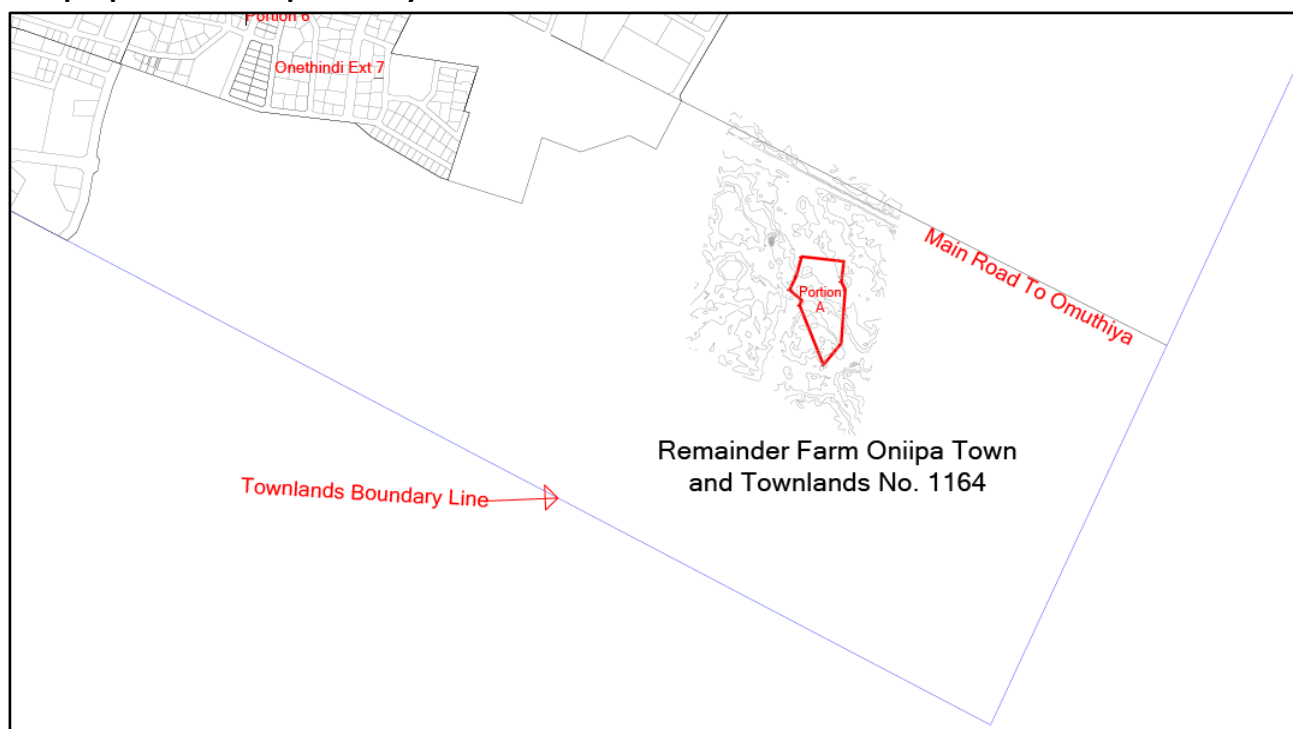 Portion 6
Onethindi Ext 7
Main Road To Omuthiya
Portion
A
Remainder Farm Oniipa Town
and Townlands No. 1164
Townlands Boundary Line